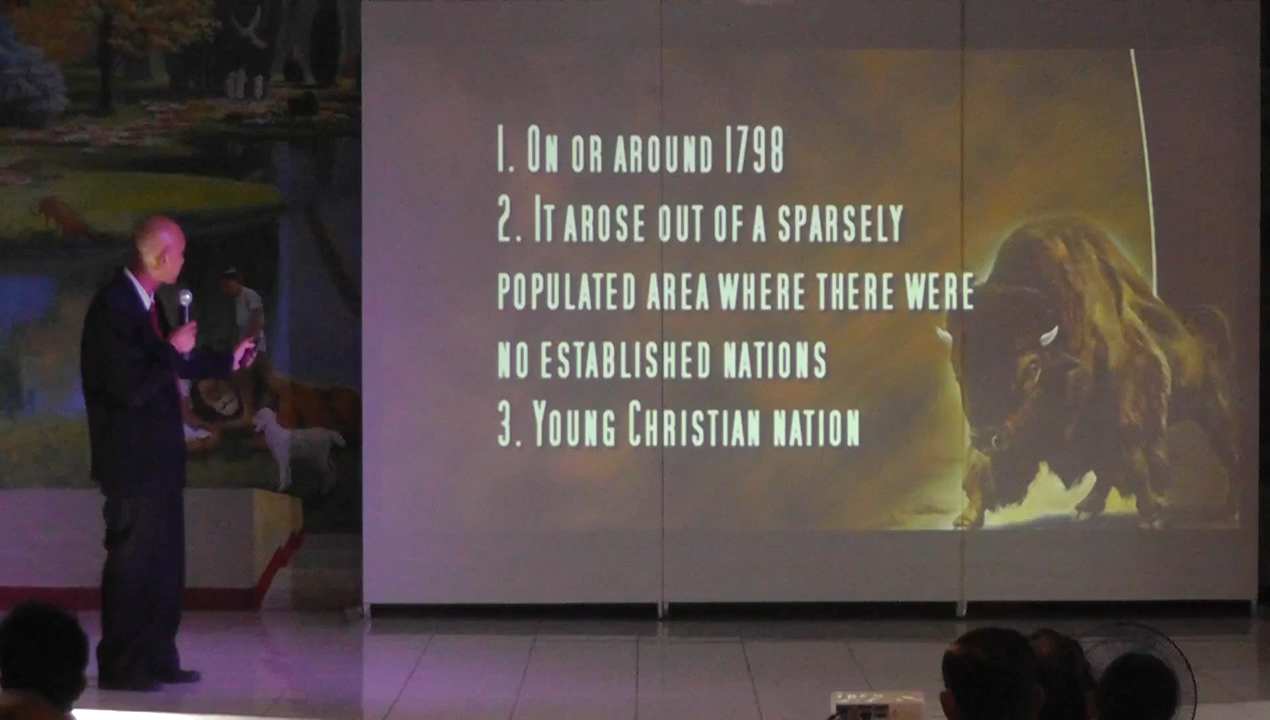 1. On or around 1798
2. It arose out of a sparsely
populated area where there were
no established nations
3. Young Christian nation